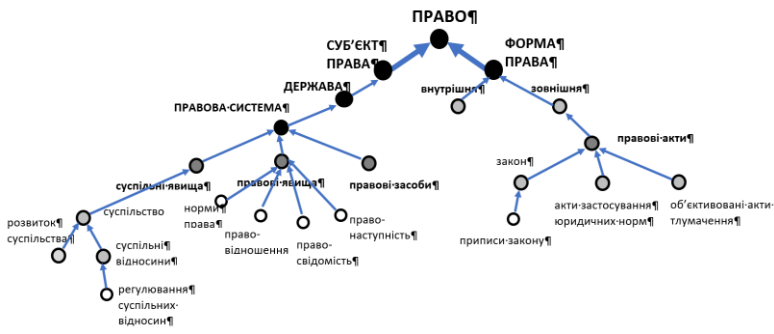 ПРАВО¶
СУБ'ЄКТ¶
ПРАВА¶
ФОРМА¶
ПРАВА¶
ДЕРЖАВА¶
внутрішня¶
зовнішня¶
ПРАВОВА·СИСТЕМА¶
правові·акти¶
закон¶
суспільні·явища¶
правові·явища¶
правові·засоби¶
суспільство
норми¶
права¶
право-
наступність¶
акти·застосування¶
юридичних·норм¶
об'єктивовані·акти·
тлумачення¶
розвиток¶
суспільства¶
право-
відношення¶
право-
свідомість¶
приписи·закону¶
суспільні¶
відносини¶
регулювання¶
суспільних·
відносин¶